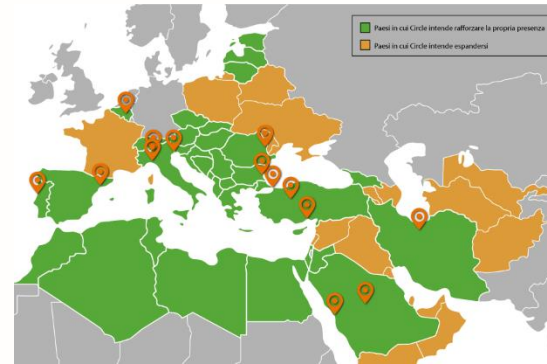 Paesi in cui Circle intende rafforzare la propria presenza
Paesi in cui Circle intende espandersi